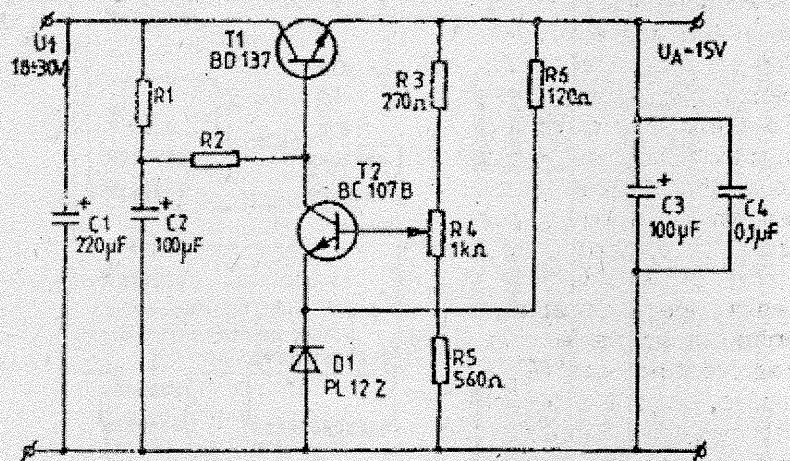 U1
18÷30V
T1
BD 137
R1
R2
R3
270Ω
R6
120Ω
UA=15V
T2
BC 107B
R4
1kΩ
C1
220µF
C2
100µF
C3
100µF
C4
0,1µF
D1
PL 12 Z
R5
560Ω
+
+
+